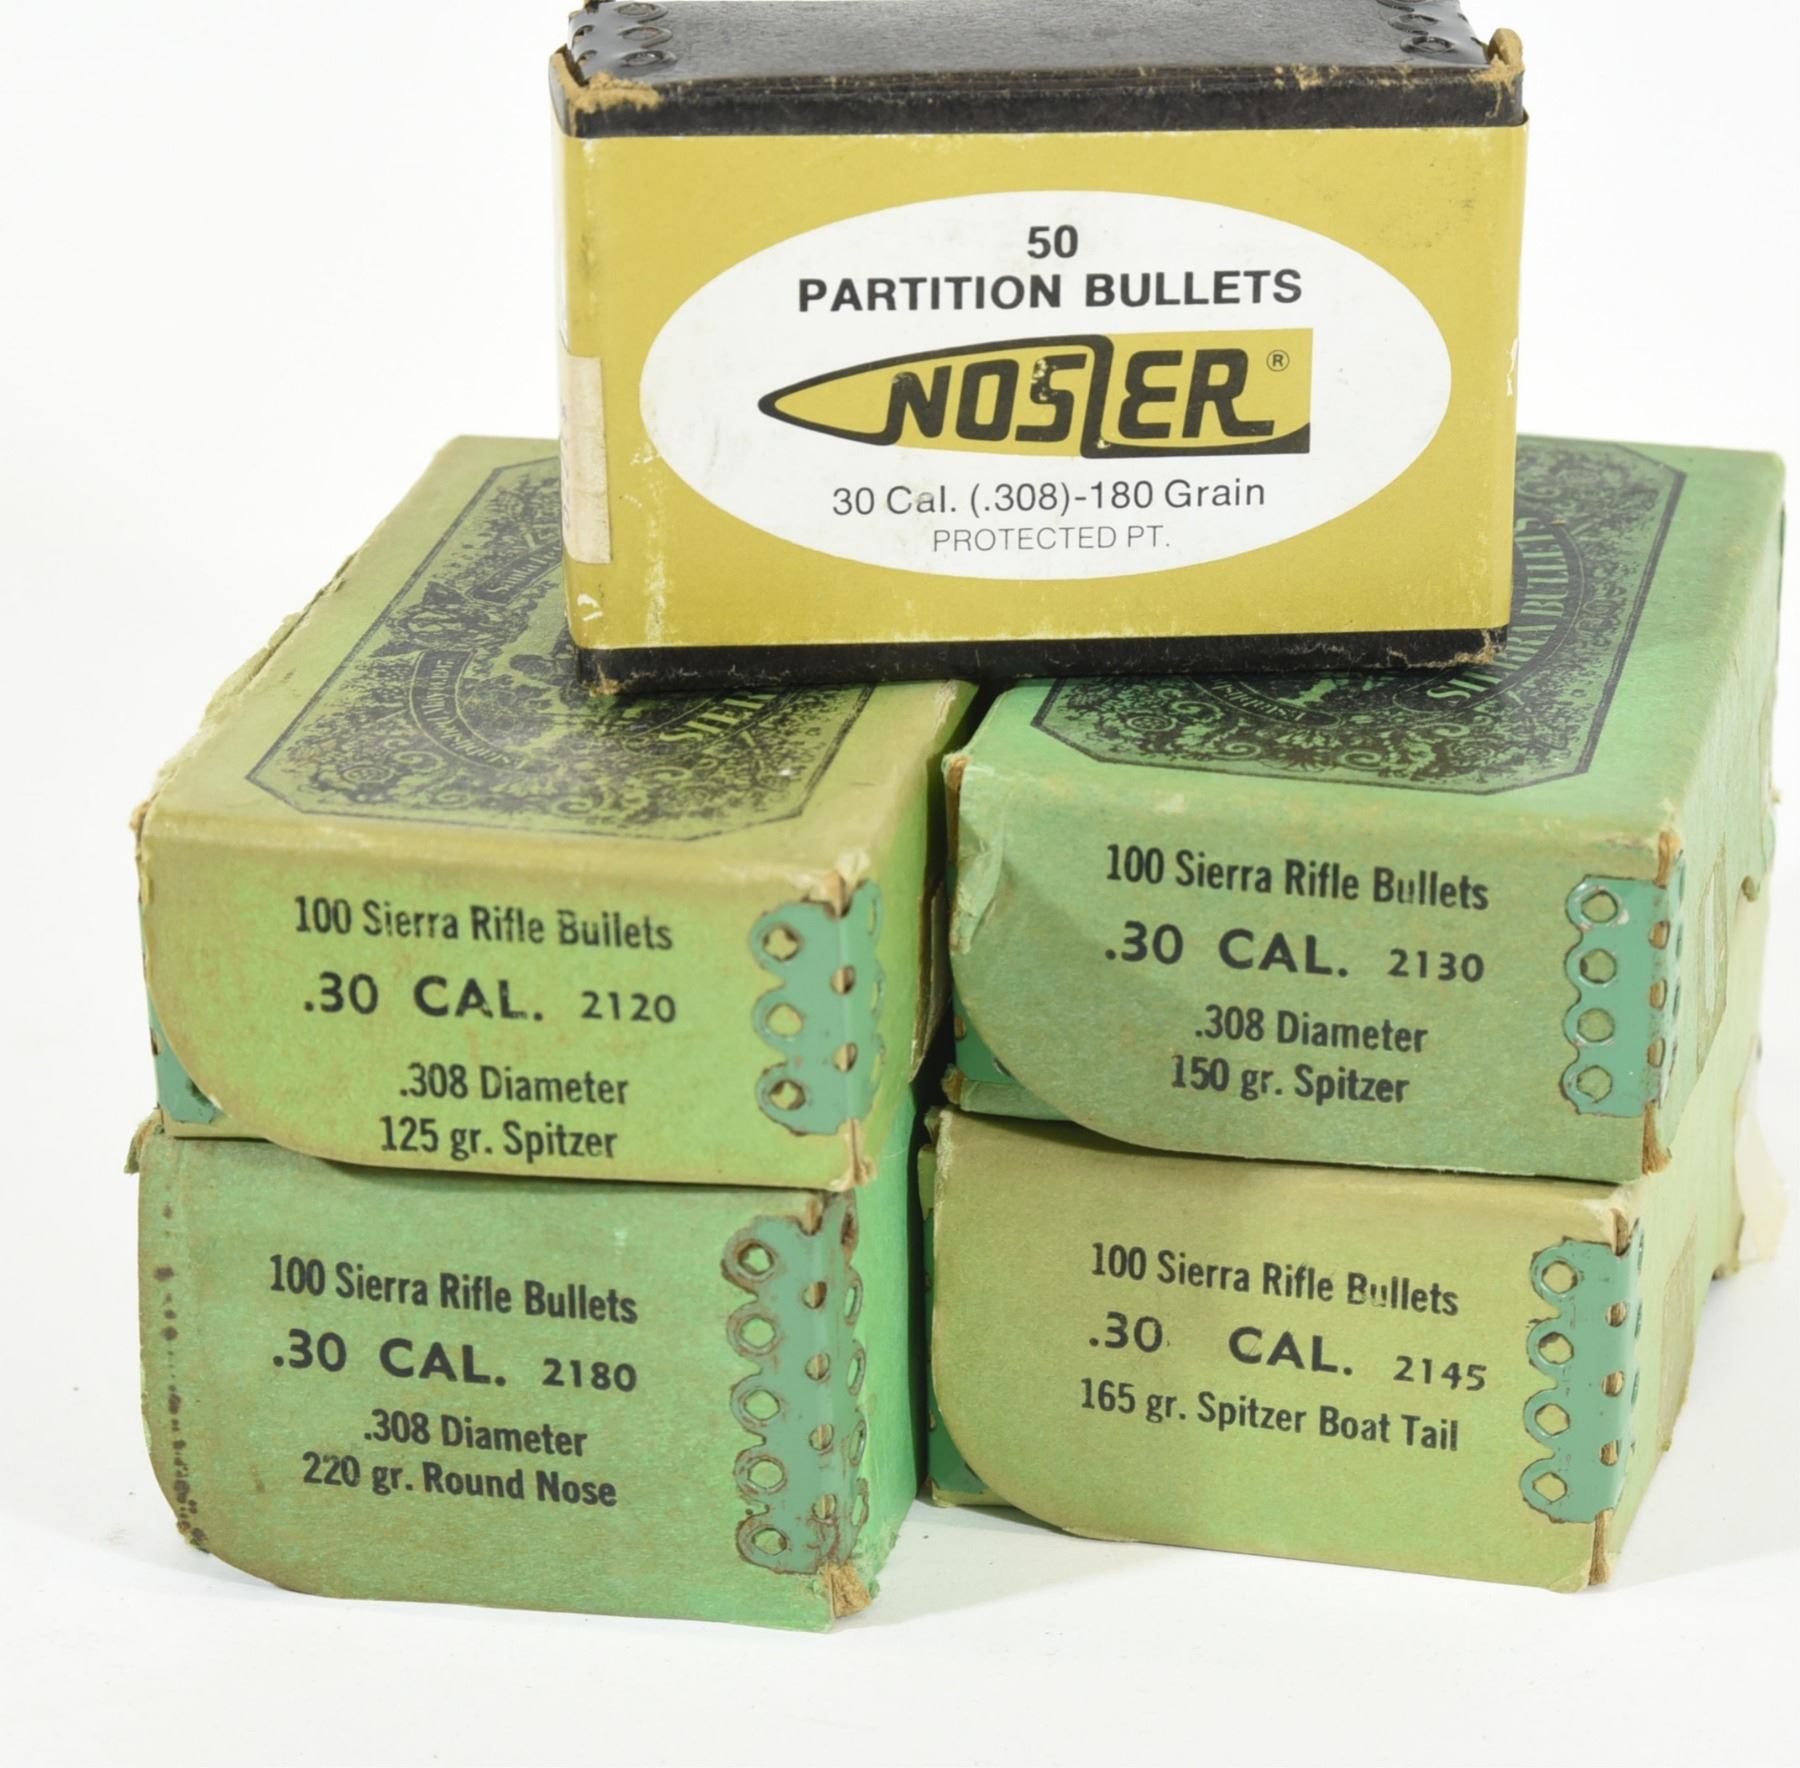 50
PARTITION BULLETS
NOSLER ®
30 Cal. (.308)-180 Grain
PROTECTED PT.
SIERRA BULLETS
100 Sierra Rifle Bullets
.30 CAL. 2120
.308 Diameter
125 gr. Spitzer
100 Sierra Rifle Bullets
.30 CAL. 2130
.308 Diameter
150 gr. Spitzer
100 Sierra Rifle Bullets
.30 CAL. 2180
.308 Diameter
220 gr. Round Nose
100 Sierra Rifle Bullets
.30 CAL. 2145
165 gr. Spitzer Boat Tail